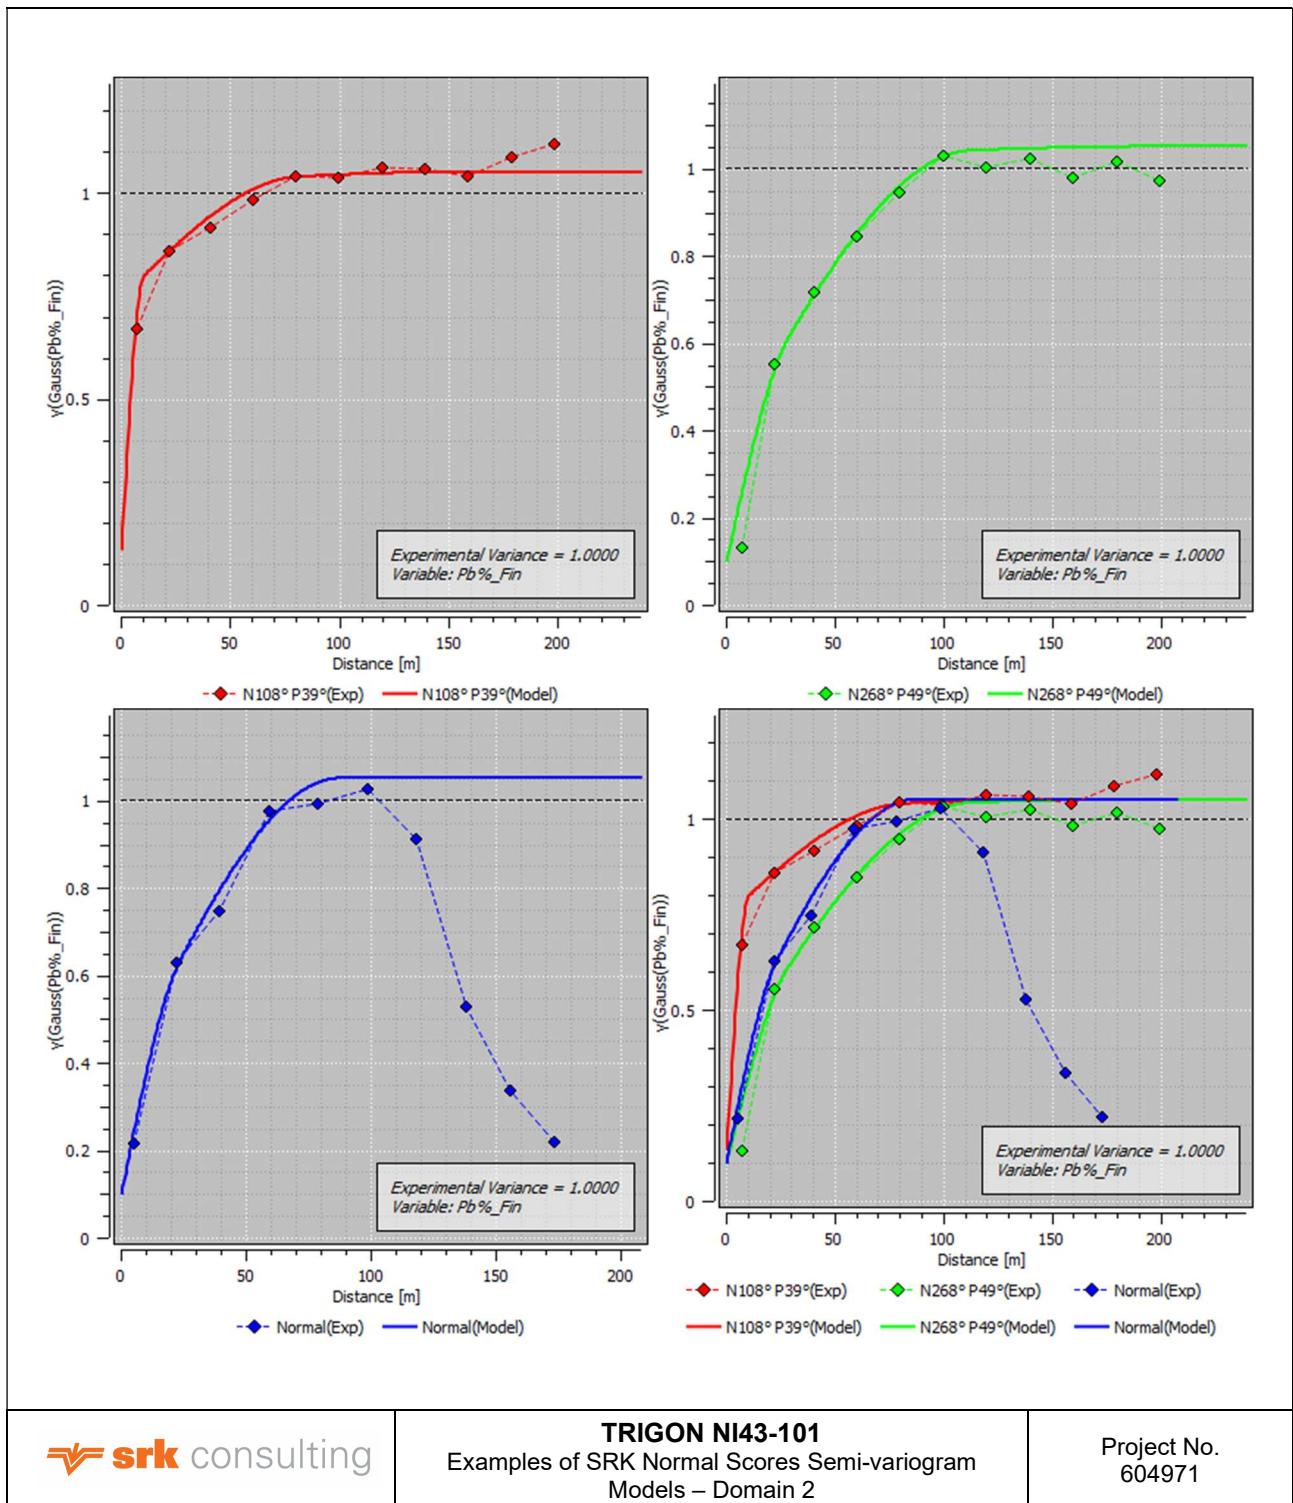 γ(Gauss(Pb%_Fin))
1
0.5
0
Experimental Variance = 1.0000
Variable: Pb%_Fin
0 50 100 150 200
Distance [m]
N108° P39°(Exp) N108° P39°(Model)
γ(Gauss(Pb%_Fin))
1
0.8
0.6
0.4
0.2
0
Experimental Variance = 1.0000
Variable: Pb%_Fin
0 50 100 150 200
Distance [m]
N268° P49°(Exp) N268° P49°(Model)
γ(Gauss(Pb%_Fin))
1
0.8
0.6
0.4
0.2
0
Experimental Variance = 1.0000
Variable: Pb%_Fin
0 50 100 150 200
Distance [m]
Normal(Exp) Normal(Model)
γ(Gauss(Pb%_Fin))
1
0.5
0
Experimental Variance = 1.0000
Variable: Pb%_Fin
0 50 100 150 200
Distance [m]
N108° P39°(Exp) N268° P49°(Exp) Normal(Exp)
N108° P39°(Model) N268° P49°(Model) Normal(Model)
srk consulting
TRIGON NI43-101
Examples of SRK Normal Scores Semi-variogram
Models – Domain 2
Project No.
604971